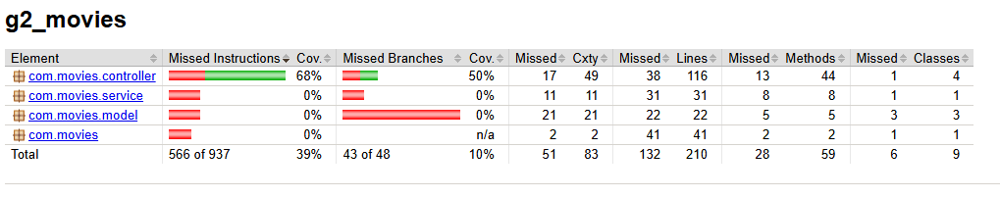 g2_movies
Element Missed Instructions Cov. Missed Branches Cov. Missed Cxty Missed Lines Missed Methods Missed Classes
com.movies.controller 68% 50% 17 49 38 116 13 44 1 4
com.movies.service 0% 0% 11 11 31 31 8 8 1 1
com.movies.model 0% 0% 21 21 22 22 5 5 3 3
com.movies 0% n/a 2 2 41 41 2 2 1 1
Total 566 of 937 39% 43 of 48 10% 51 83 132 210 28 59 6 9